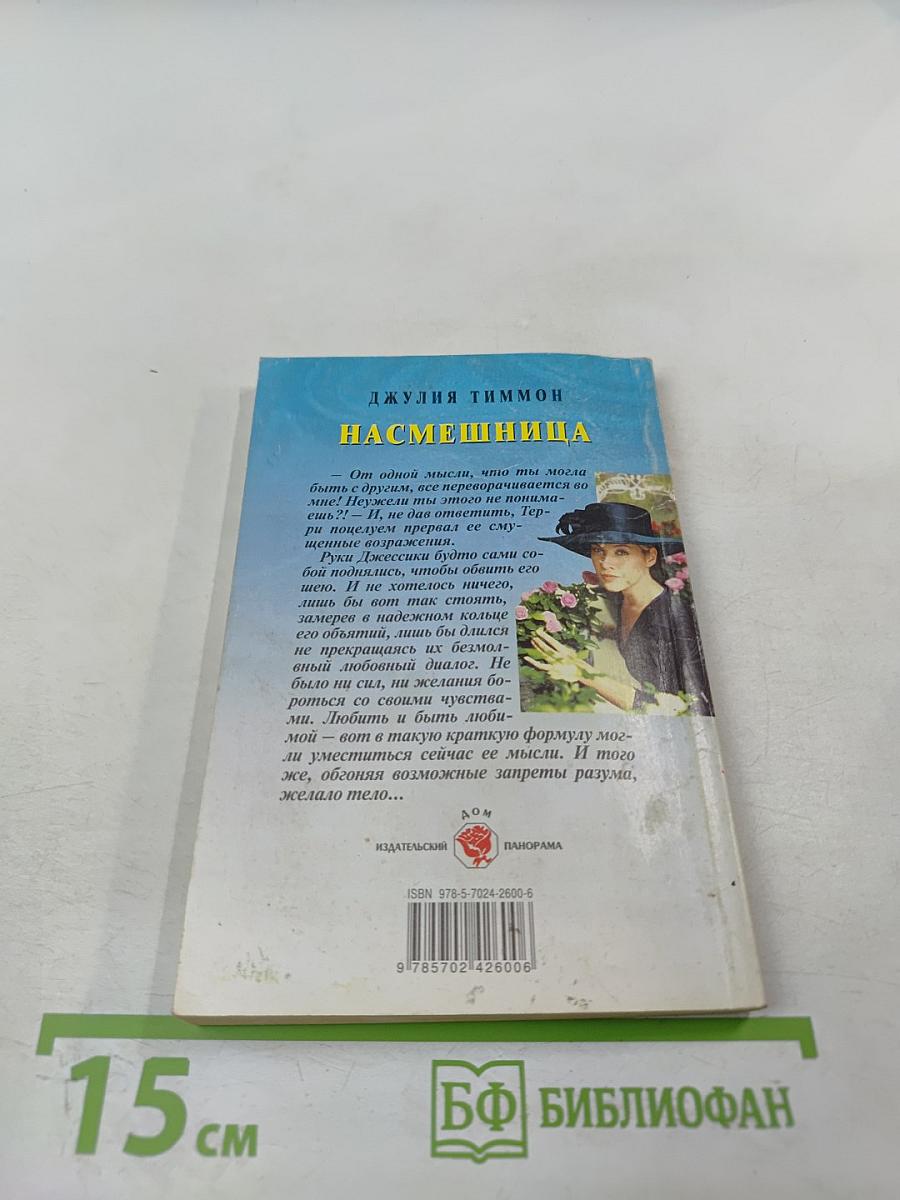 ДЖУЛИЯ ТИММОН
НАСМЕШНИЦА
— От одной мысли, что ты могла
быть с другим, все переворачивается во
мне! Неужели ты этого не понима-
ешь?! — И, не дав ответить, Тер-
ри поцелуем прервал ее сму-
щенные возражения.
Руки Джессики будто сами со-
бой поднялись, чтобы обвить его
шею. И не хотелось ничего,
лишь бы вот так стоять,
замерев в надежном кольце
его объятий, лишь бы длился
не прекращаясь их безмол-
вный любовный диалог. Не
было ни сил, ни желания бо-
роться со своими чувства-
ми. Любить и быть люби-
мой — вот в такую краткую формулу мог-
ли уместиться сейчас ее мысли. И того
же, обгоняя возможные запреты разума,
желало тело...
ДОМ
ИЗДАТЕЛЬСКИЙ ПАНОРАМА
ISBN 978-5-7024-2600-6
9 785702 426006
15 см
БФ БИБЛИОФАН